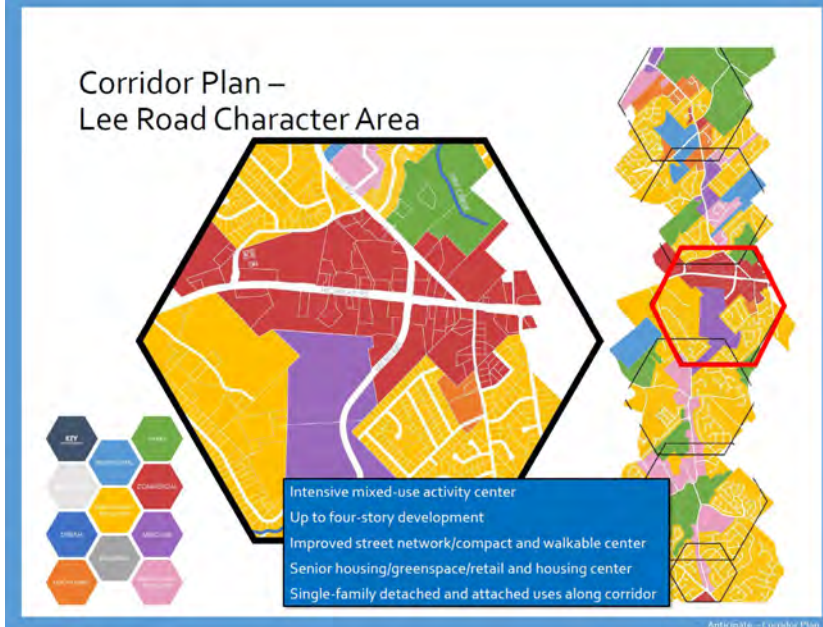 Corridor Plan –
Lee Road Character Area
KEY
PARKS
COMMERCIAL
STREAM
MIXED USE
Intensive mixed-use activity center
Up to four-story development
Improved street network/compact and walkable center
Senior housing/greenspace/retail and housing center
Single-family detached and attached uses along corridor
Anticipate – Corridor Plan